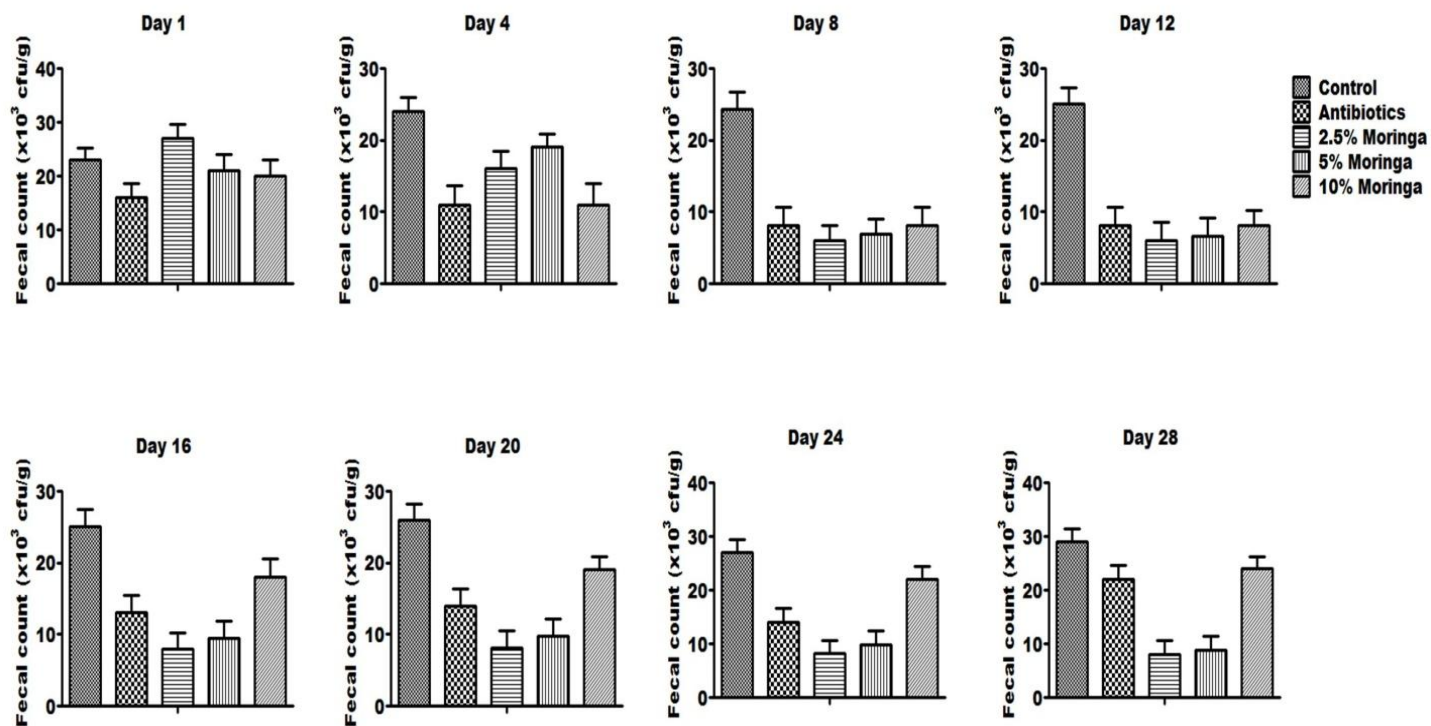 Day 1
Fecal count (x10³ cfu/g)
40
30
20
10
0
Day 4
Fecal count (x10³ cfu/g)
30
20
10
0
Day 8
Fecal count (x10³ cfu/g)
30
20
10
0
Day 12
Fecal count (x10³ cfu/g)
30
20
10
0
Control
Antibiotics
2.5% Moringa
5% Moringa
10% Moringa
Day 16
Fecal count (x10³ cfu/g)
30
20
10
0
Day 20
Fecal count (x10³ cfu/g)
30
20
10
0
Day 24
Fecal count (x10³ cfu/g)
40
30
20
10
0
Day 28
Fecal count (x10³ cfu/g)
40
30
20
10
0